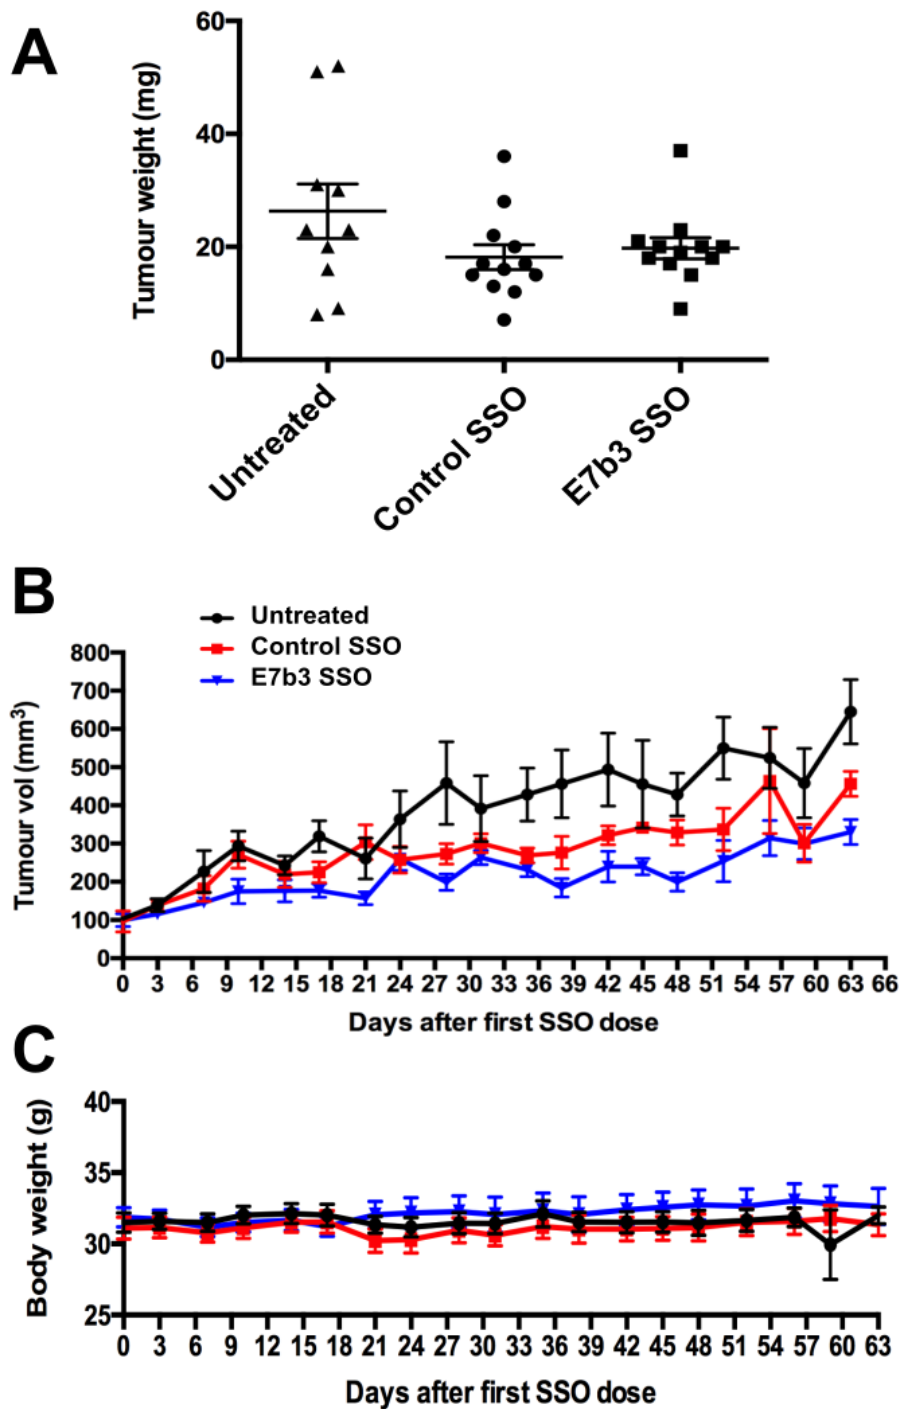 A
Tumour weight (mg)
60
40
20
0
Untreated
Control SSO
E7b3 SSO
B
Untreated
Control SSO
E7b3 SSO
Tumour vol (mm³)
800
700
600
500
400
300
200
100
0
0 3 6 9 12 15 18 21 24 27 30 33 35 39 42 45 48 51 54 57 60 63 66
Days after first SSO dose
C
Body weight (g)
40
35
30
25
0 3 6 9 12 15 18 21 24 27 30 33 36 39 42 45 48 51 54 57 60 63
Days after first SSO dose